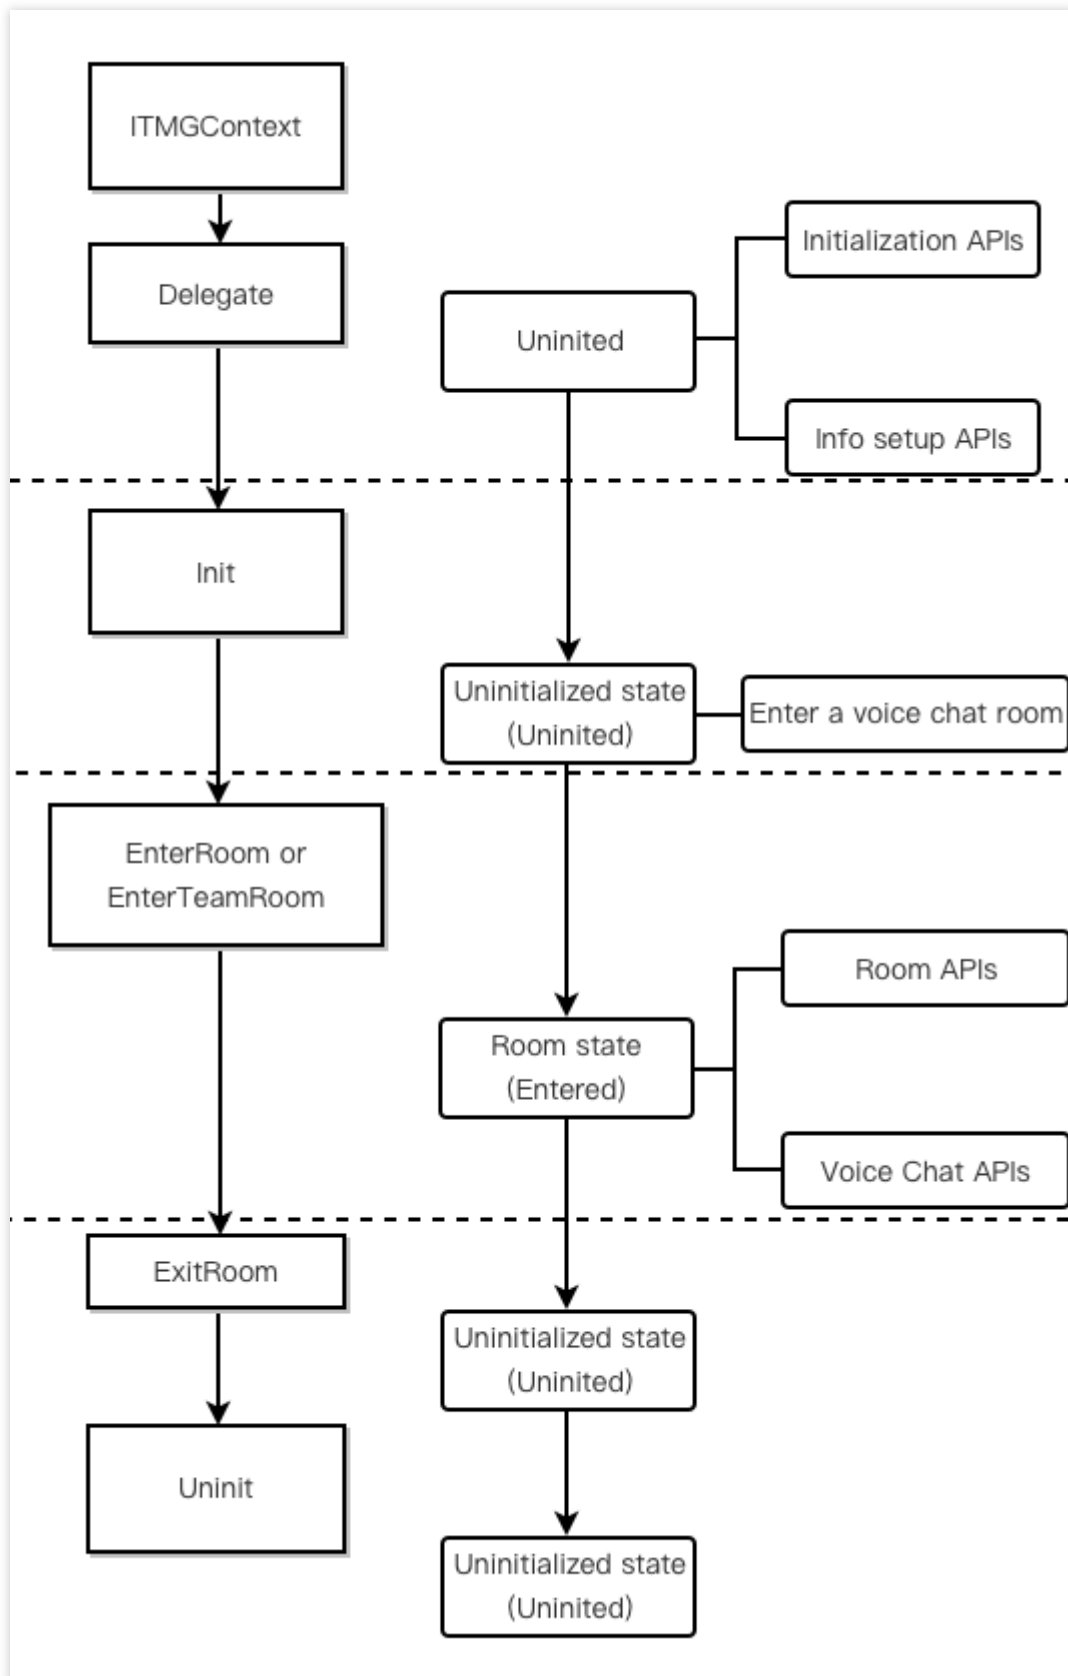 ITMGContext
Delegate
Initialization APIs
Uninited
Info setup APIs
Init
Uninitialized state
(Uninited)
Enter a voice chat room
EnterRoom or
EnterTeamRoom
Room APIs
Room state
(Entered)
Voice Chat APIs
ExitRoom
Uninitialized state
(Uninited)
Uninit
Uninitialized state
(Uninited)